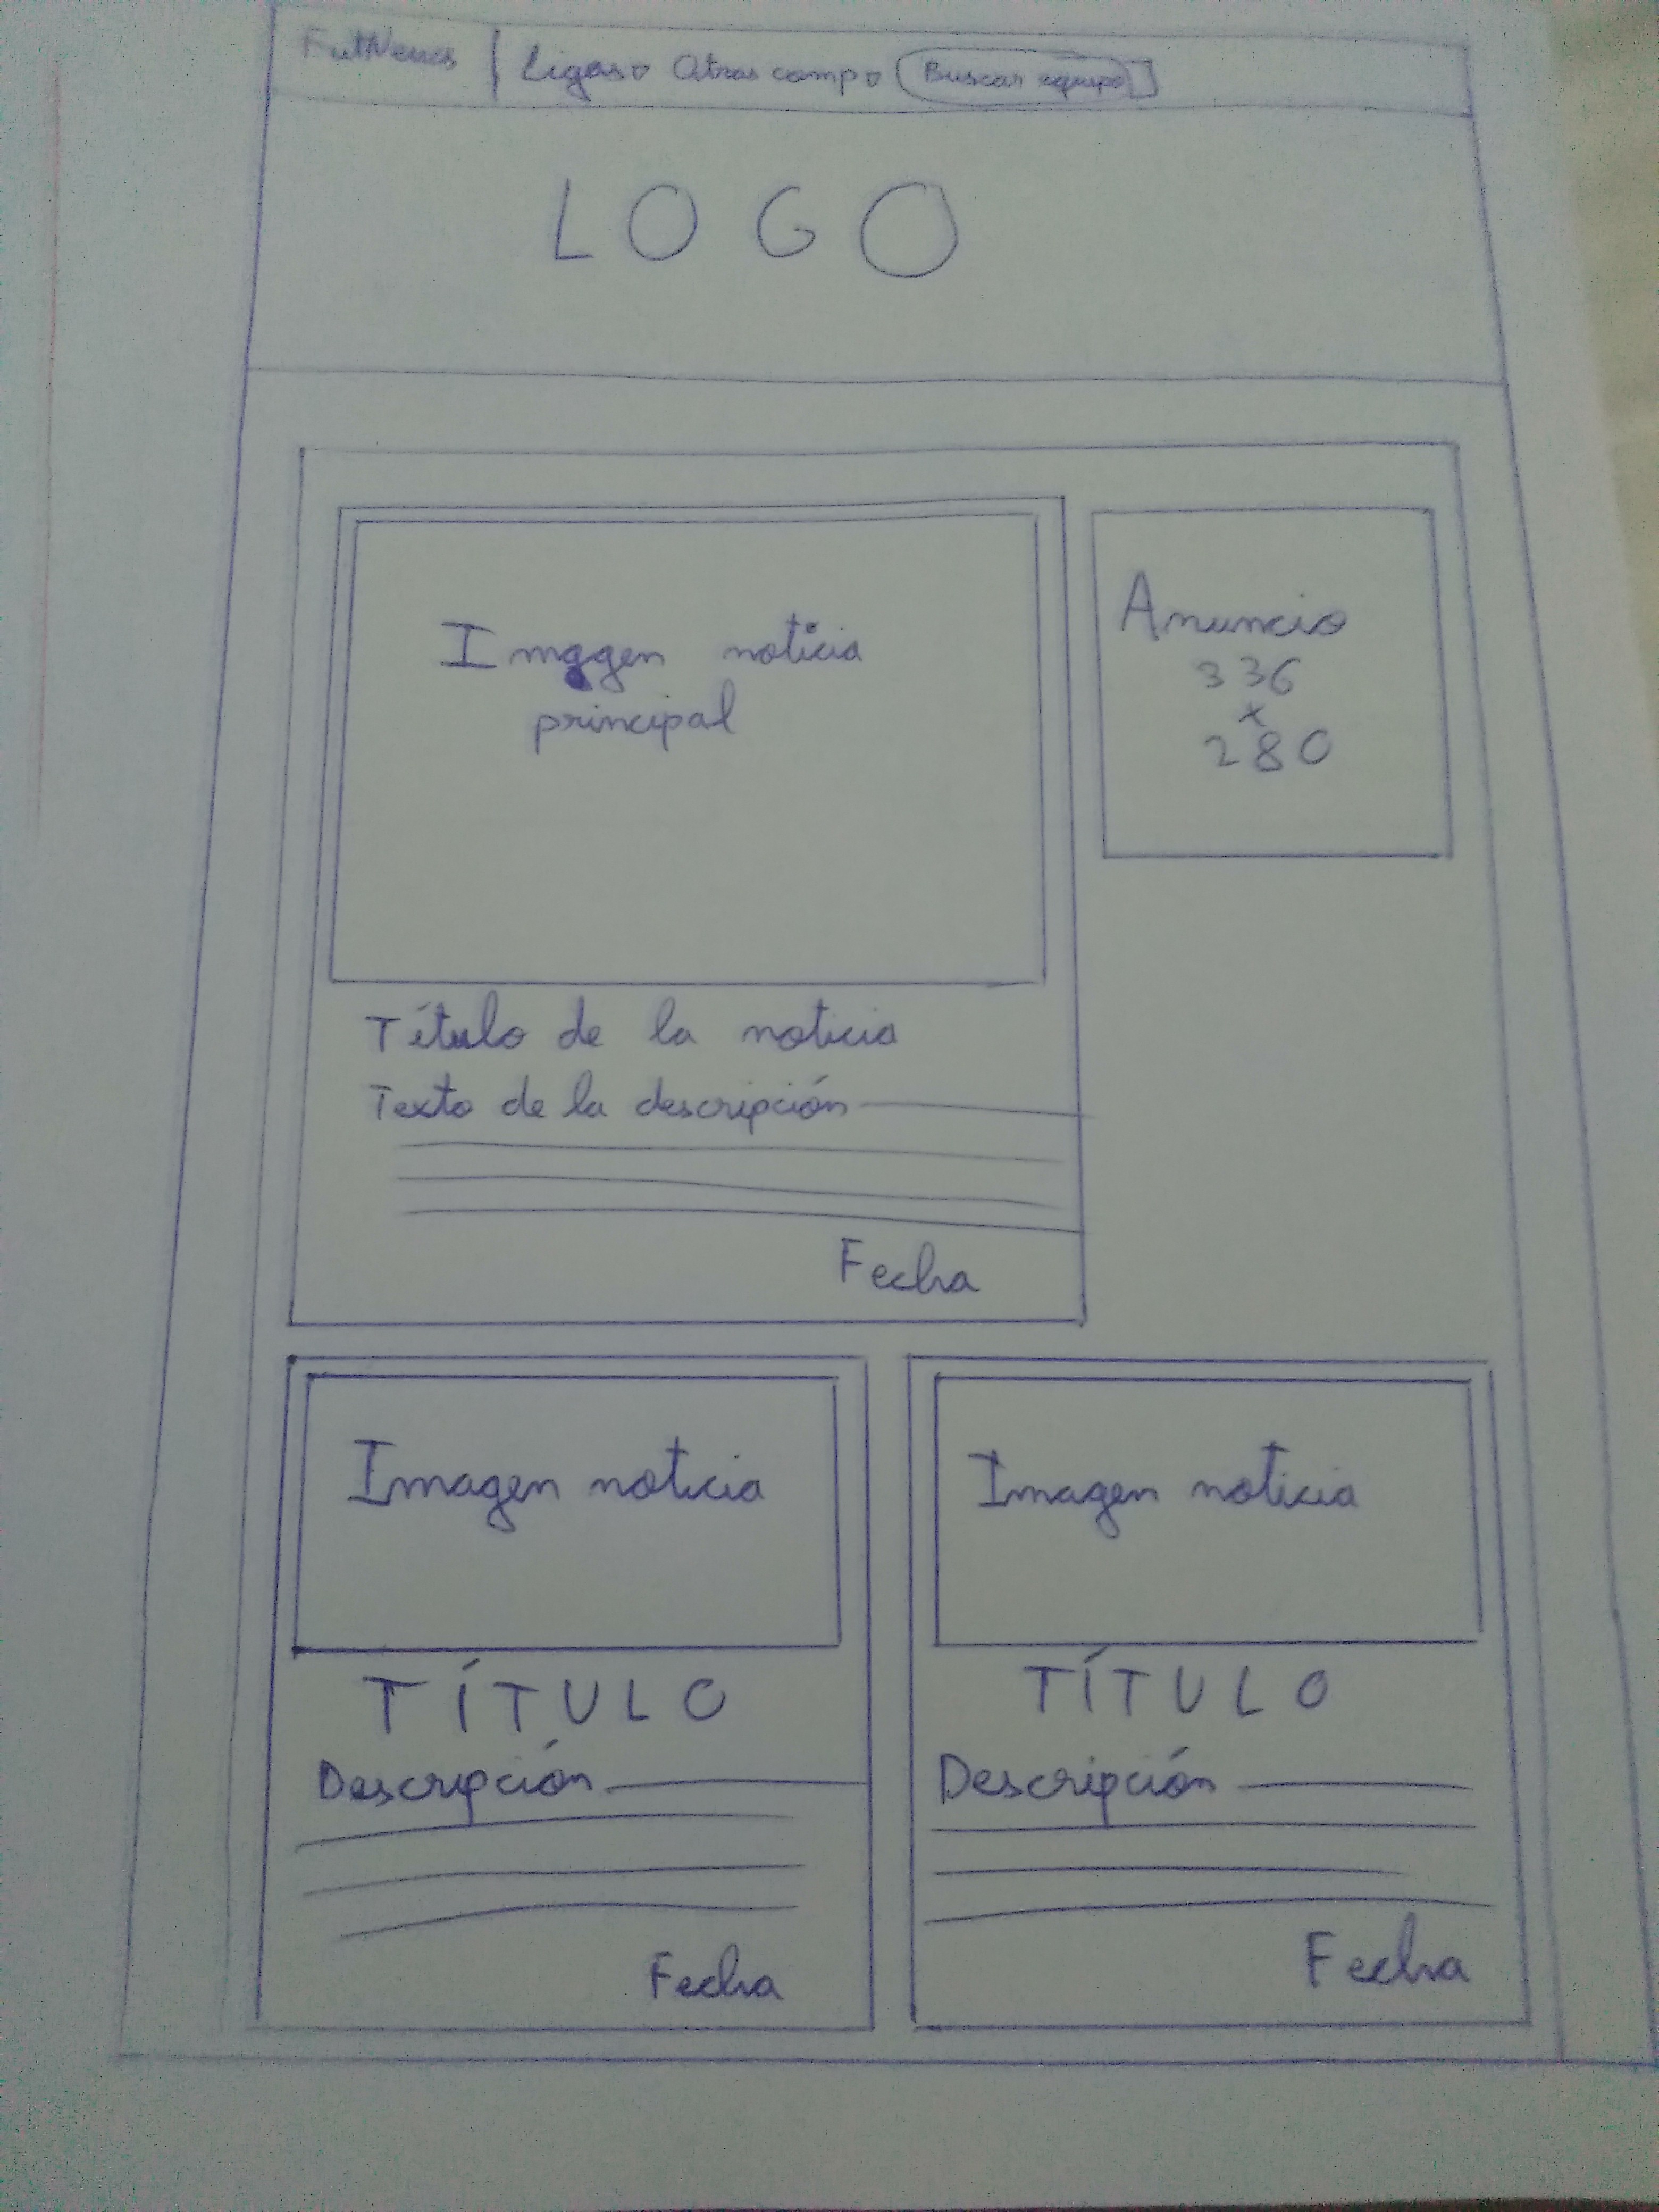 FutNews | Ligas▿ Otras comp▿ Buscar equipo
LOGO
Imagen noticia
principal
Anuncio
336
x
280
Título de la noticia
Texto de la descripción
Fecha
Imagen noticia
TÍTULO
Descripción
Fecha
Imagen noticia
TÍTULO
Descripción
Fecha